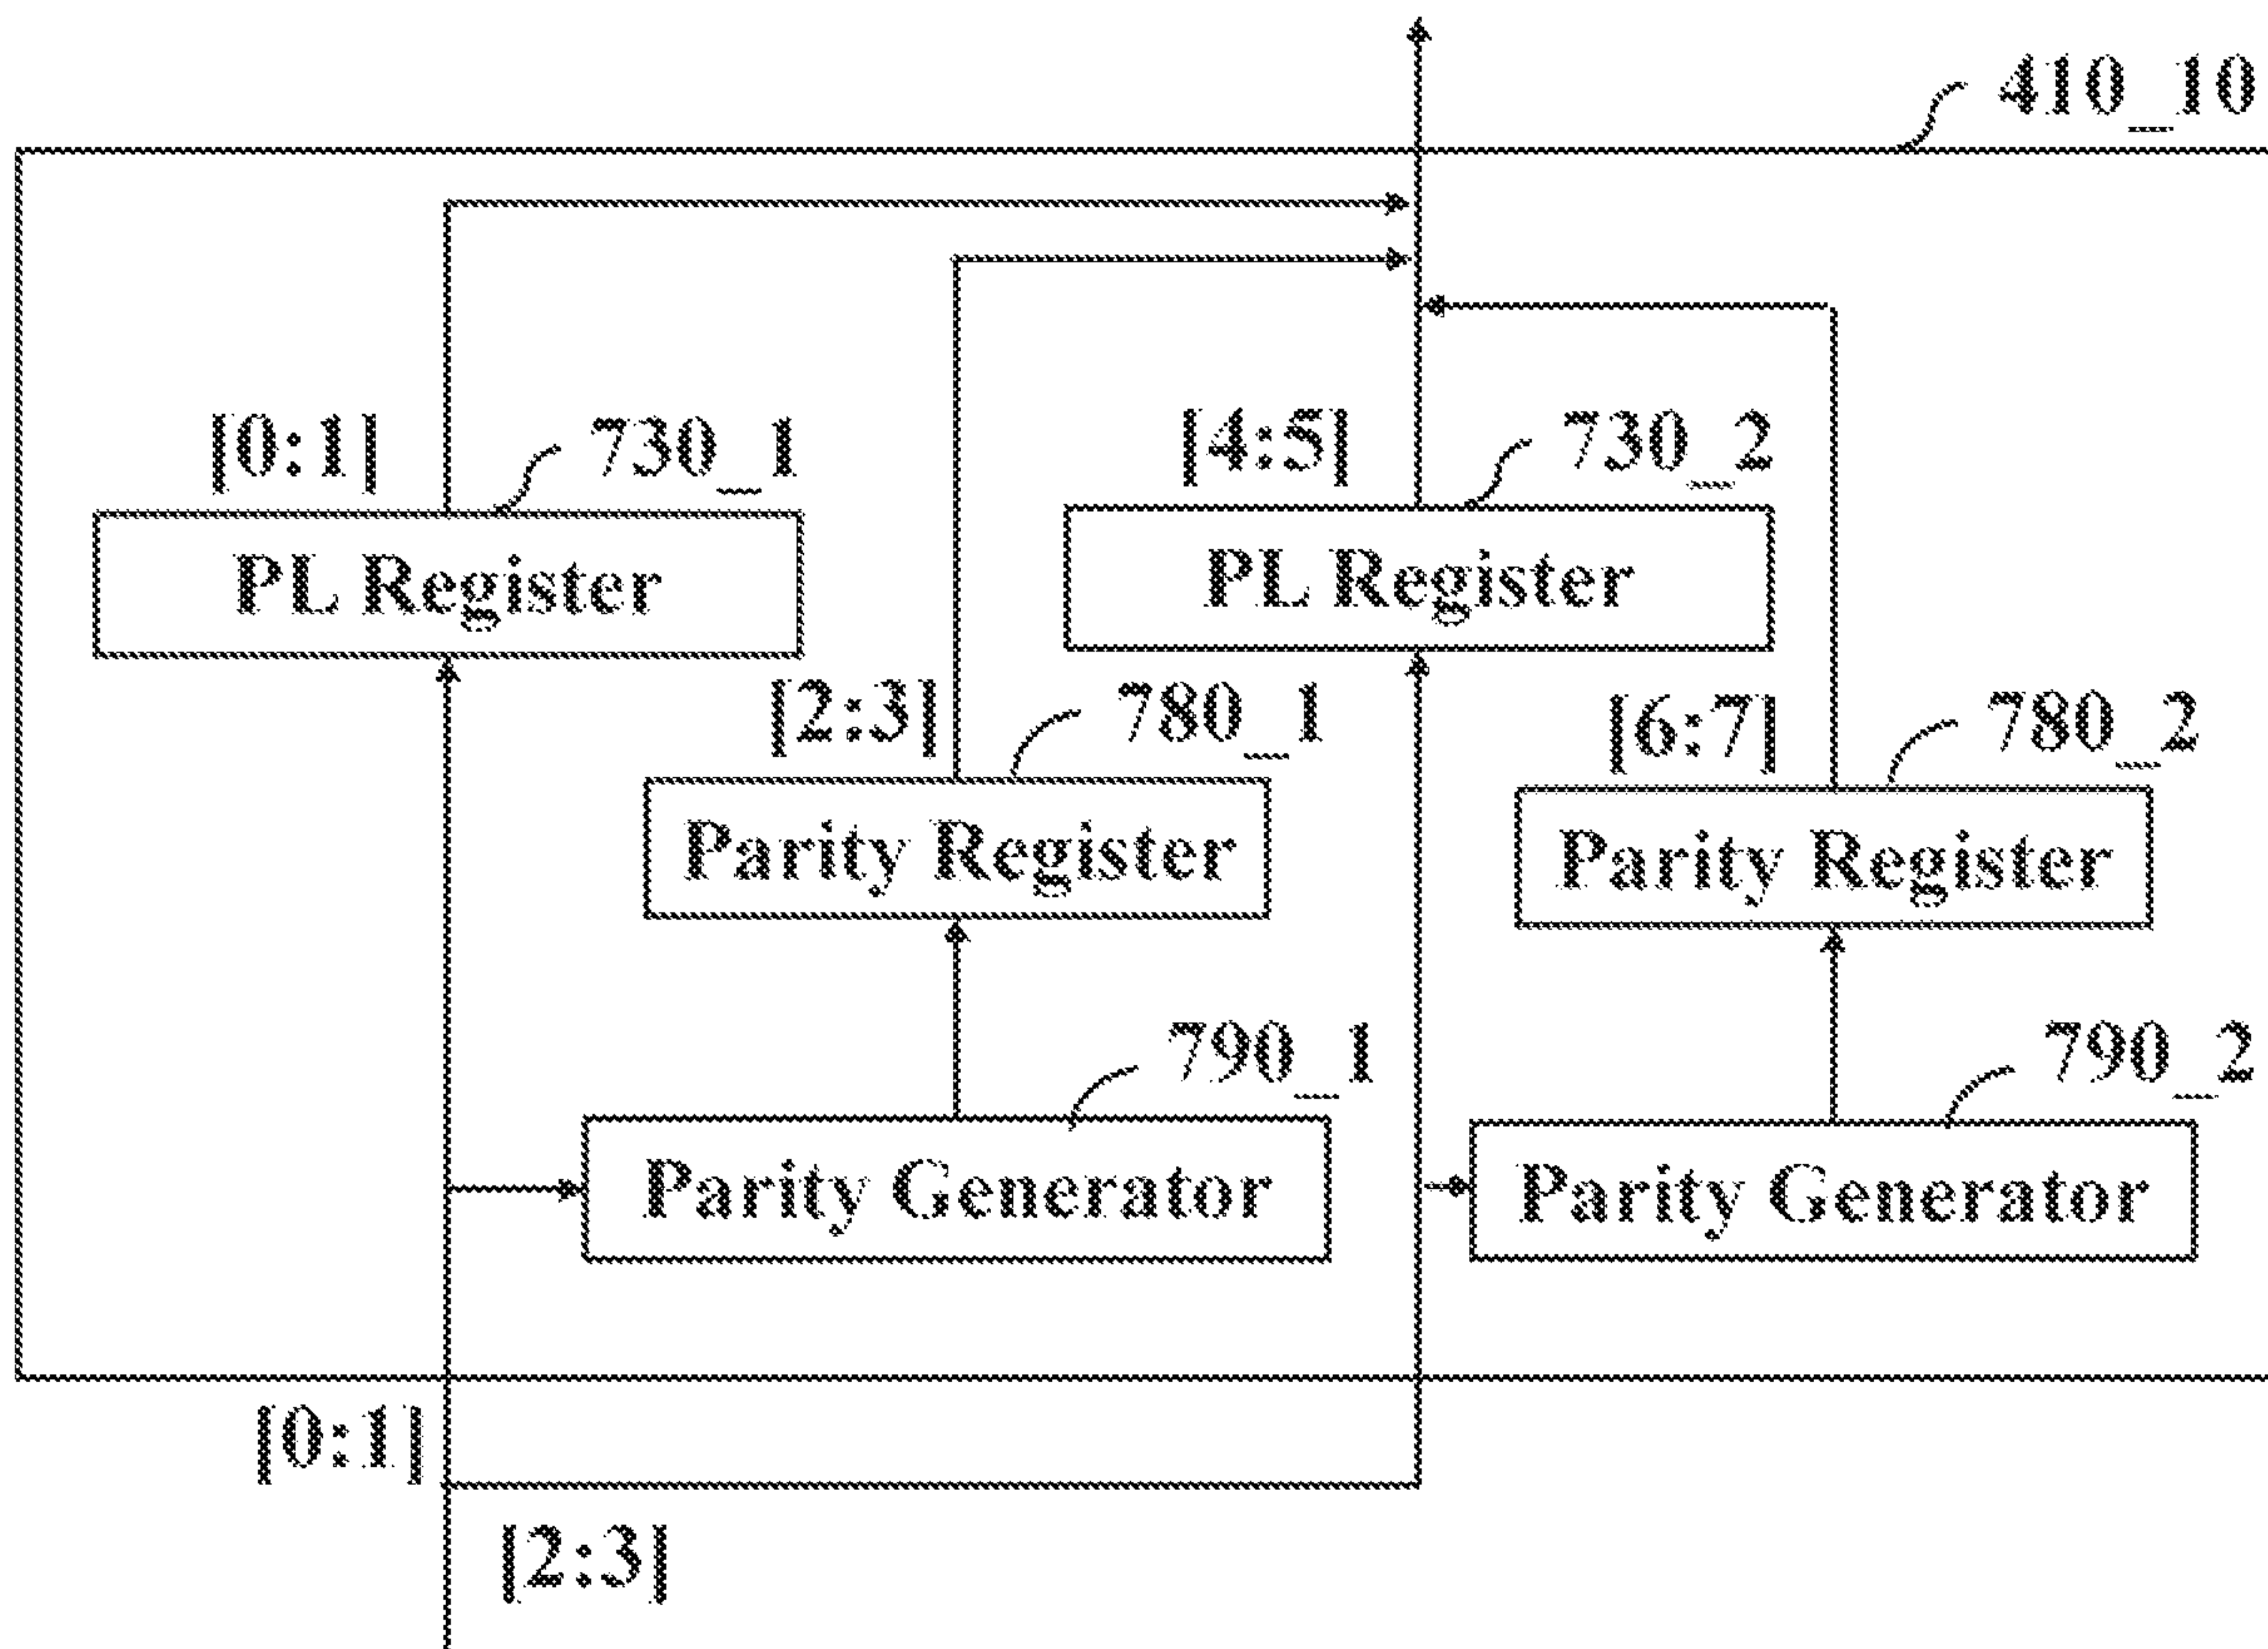 410_10
[0:1]
730_1
[4:5]
730_2
PL Register
PL Register
[2:3]
780_1
[6:7]
780_2
Parity Register
Parity Register
790_1
790_2
Parity Generator
Parity Generator
[0:1]
[2:3]